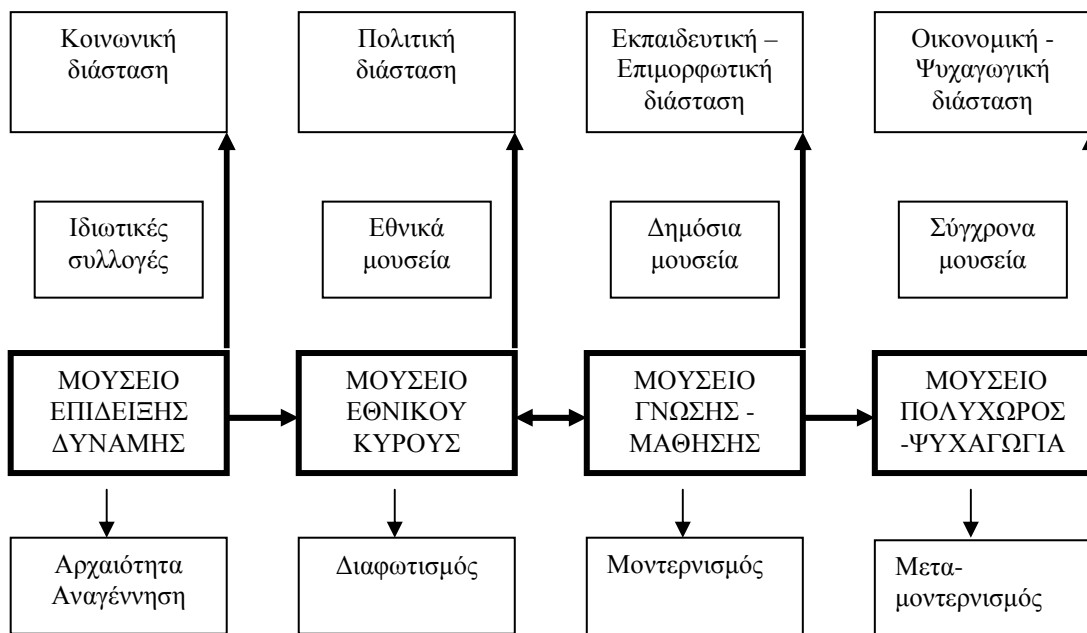 Κοινωνική
διάσταση
Πολιτική
διάσταση
Εκπαιδευτική –
Επιμορφωτική
διάσταση
Οικονομική -
Ψυχαγωγική
διάσταση
Ιδιωτικές
συλλογές
Εθνικά
μουσεία
Δημόσια
μουσεία
Σύγχρονα
μουσεία
ΜΟΥΣΕΙΟ
ΕΠΙΔΕΙΞΗΣ
ΔΥΝΑΜΗΣ
ΜΟΥΣΕΙΟ
ΕΘΝΙΚΟΥ
ΚΥΡΟΥΣ
ΜΟΥΣΕΙΟ
ΓΝΩΣΗΣ -
ΜΑΘΗΣΗΣ
ΜΟΥΣΕΙΟ
ΠΟΛΥΧΩΡΟΣ
-ΨΥΧΑΓΩΓΙΑ
Αρχαιότητα
Αναγέννηση
Διαφωτισμός
Μοντερνισμός
Μετα-
μοντερνισμός